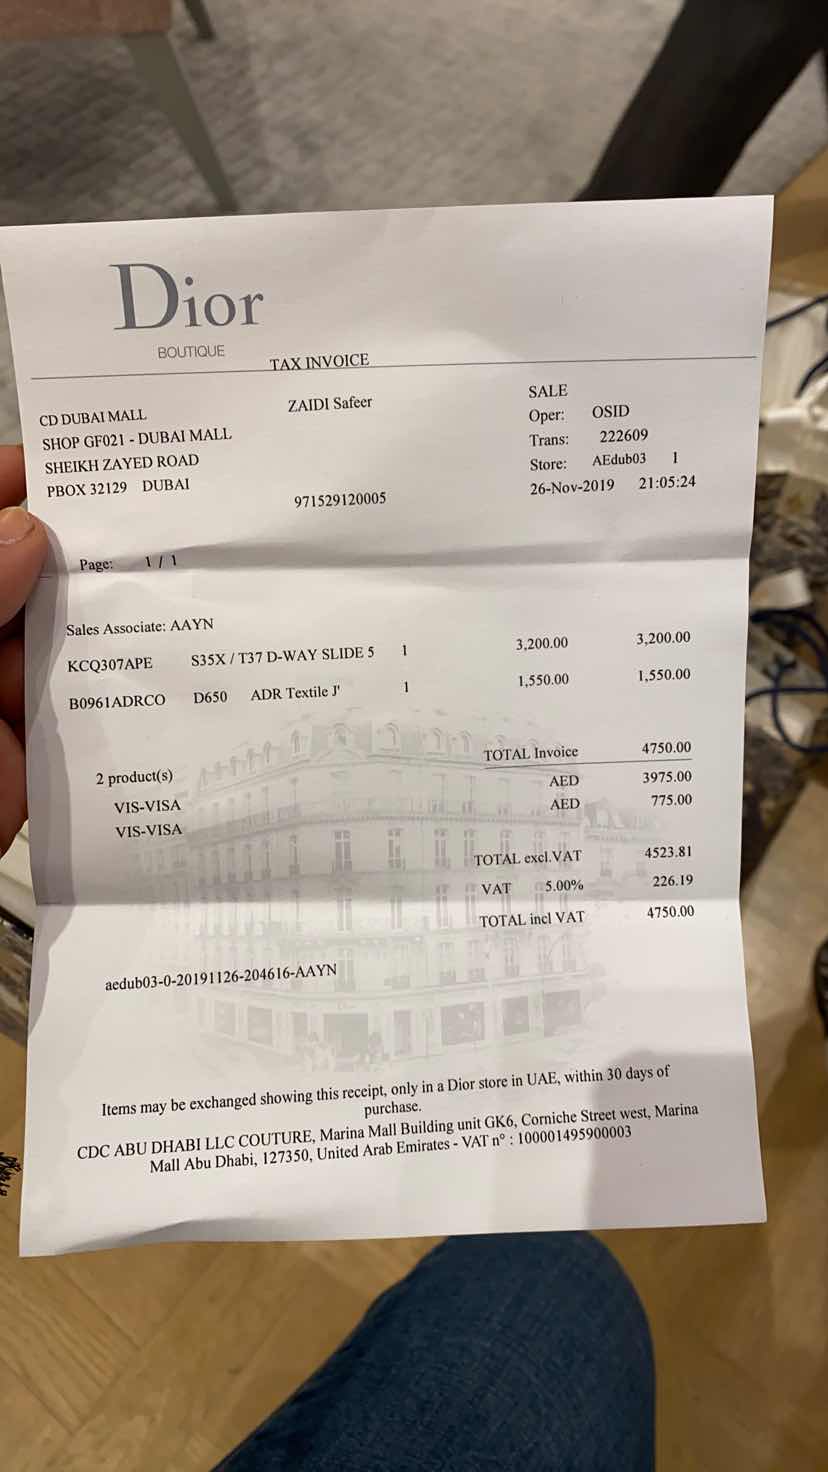 Dior
BOUTIQUE
TAX INVOICE
CD DUBAI MALL
SHOP GF021 - DUBAI MALL
SHEIKH ZAYED ROAD
PBOX 32129 DUBAI
ZAIDI Safeer
971529120005
SALE
Oper: OSID
Trans: 222609
Store: AEdub03 1
26-Nov-2019 21:05:24
Page: 1 / 1
Sales Associate: AAYN
KCQ307APE S35X / T37 D-WAY SLIDE 5 1 3,200.00 3,200.00
B0961ADRCO D650 ADR Textile J' 1 1,550.00 1,550.00
TOTAL Invoice 4750.00
2 product(s)
VIS-VISA AED 3975.00
VIS-VISA AED 775.00
TOTAL excl.VAT 4523.81
VAT 5.00% 226.19
TOTAL incl VAT 4750.00
aedub03-0-20191126-204616-AAYN
Items may be exchanged showing this receipt, only in a Dior store in UAE, within 30 days of
purchase.
CDC ABU DHABI LLC COUTURE, Marina Mall Building unit GK6, Corniche Street west, Marina
Mall Abu Dhabi, 127350, United Arab Emirates - VAT n° : 100001495900003